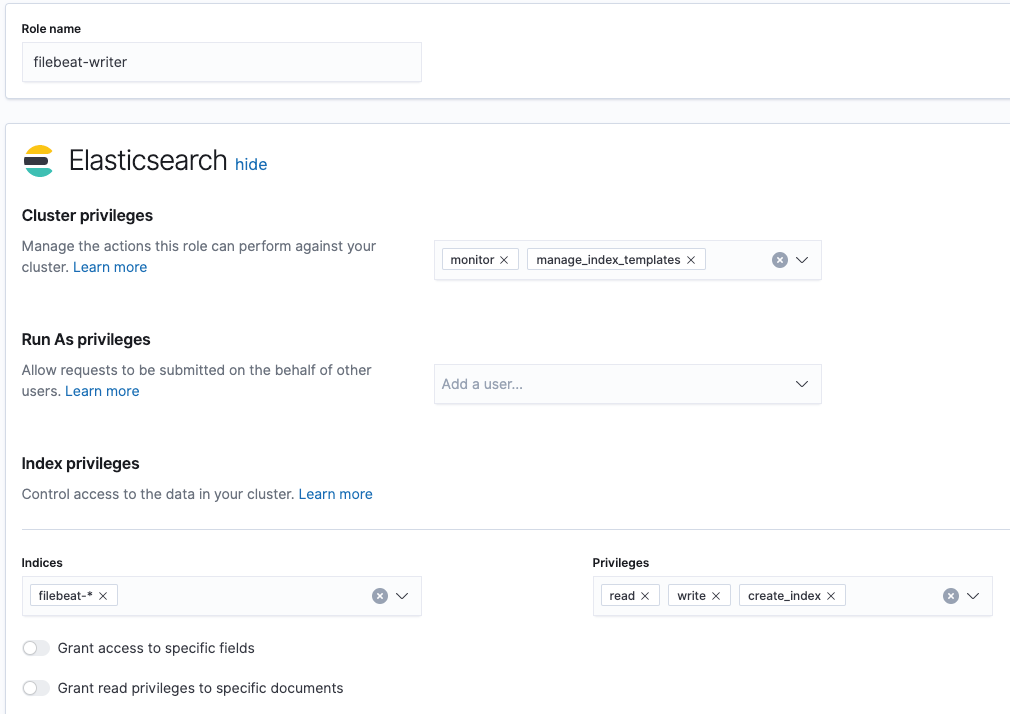 Role name
filebeat-writer
Elasticsearch hide
Cluster privileges
Manage the actions this role can perform against your
cluster. Learn more
monitor × manage_index_templates ×
Run As privileges
Allow requests to be submitted on the behalf of other
users. Learn more
Add a user...
Index privileges
Control access to the data in your cluster. Learn more
Indices
filebeat-* ×
Privileges
read × write × create_index ×
Grant access to specific fields
Grant read privileges to specific documents